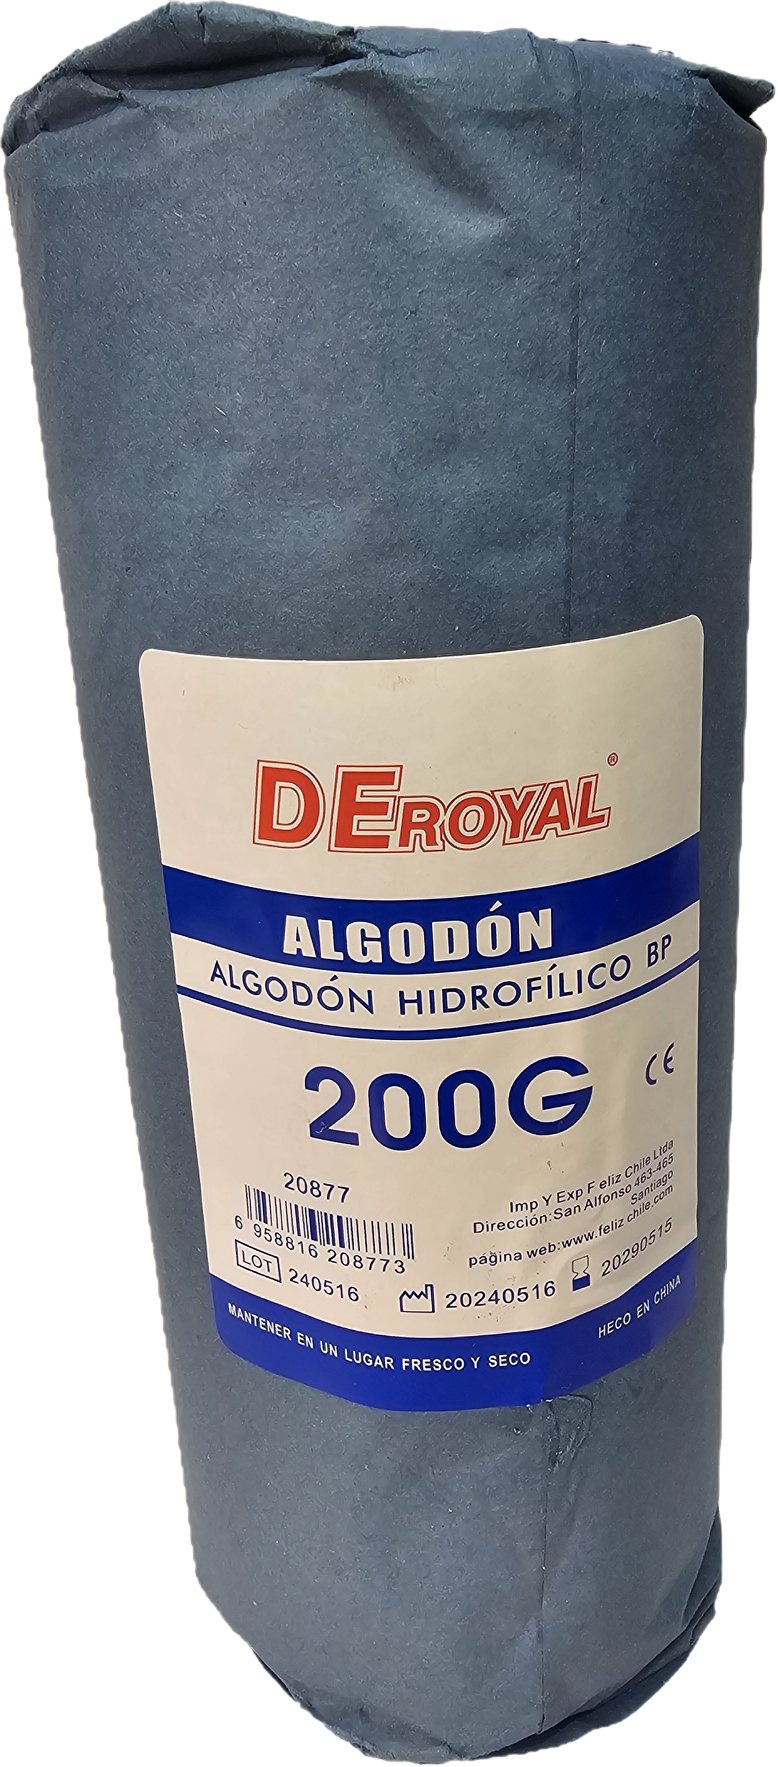 DEROYAL®
ALGODÓN
ALGODÓN HIDROFÍLICO BP
200G
CE
20877
6 958816 208773
LOT 240516
Imp Y Exp F eliz Chile Ltda
Dirección:San Alfonso 463-465
Santiago
página web:www.feliz chile.com
20240516
20290515
MANTENER EN UN LUGAR FRESCO Y SECO
HECO EN CHINA